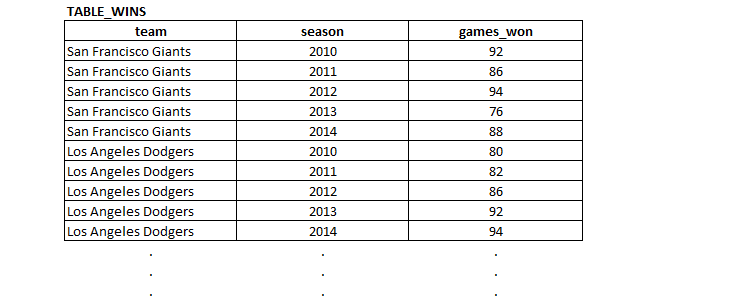 TABLE_WINS
team season games_won
San Francisco Giants 2010 92
San Francisco Giants 2011 86
San Francisco Giants 2012 94
San Francisco Giants 2013 76
San Francisco Giants 2014 88
Los Angeles Dodgers 2010 80
Los Angeles Dodgers 2011 82
Los Angeles Dodgers 2012 86
Los Angeles Dodgers 2013 92
Los Angeles Dodgers 2014 94
. . .
. . .
. . .